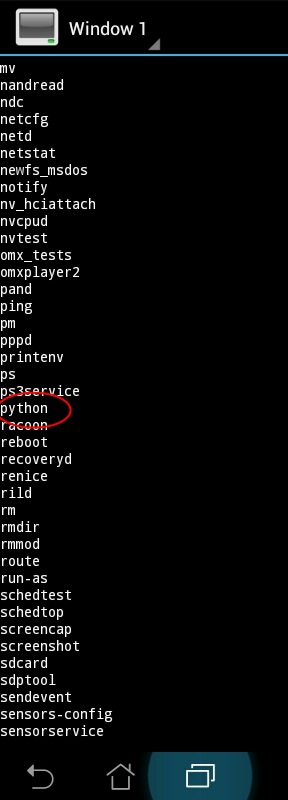 Window 1
mv
nandread
ndc
netcfg
netd
netstat
newfs_msdos
notify
nv_hciattach
nvcpud
nvtest
omx_tests
omxplayer2
pand
ping
pm
pppd
printenv
ps
ps3service
python
racoon
reboot
recoveryd
renice
rild
rm
rmdir
rmmod
route
run-as
schedtest
schedtop
screencap
screenshot
sdcard
sdptool
sendevent
sensors-config
sensorservice